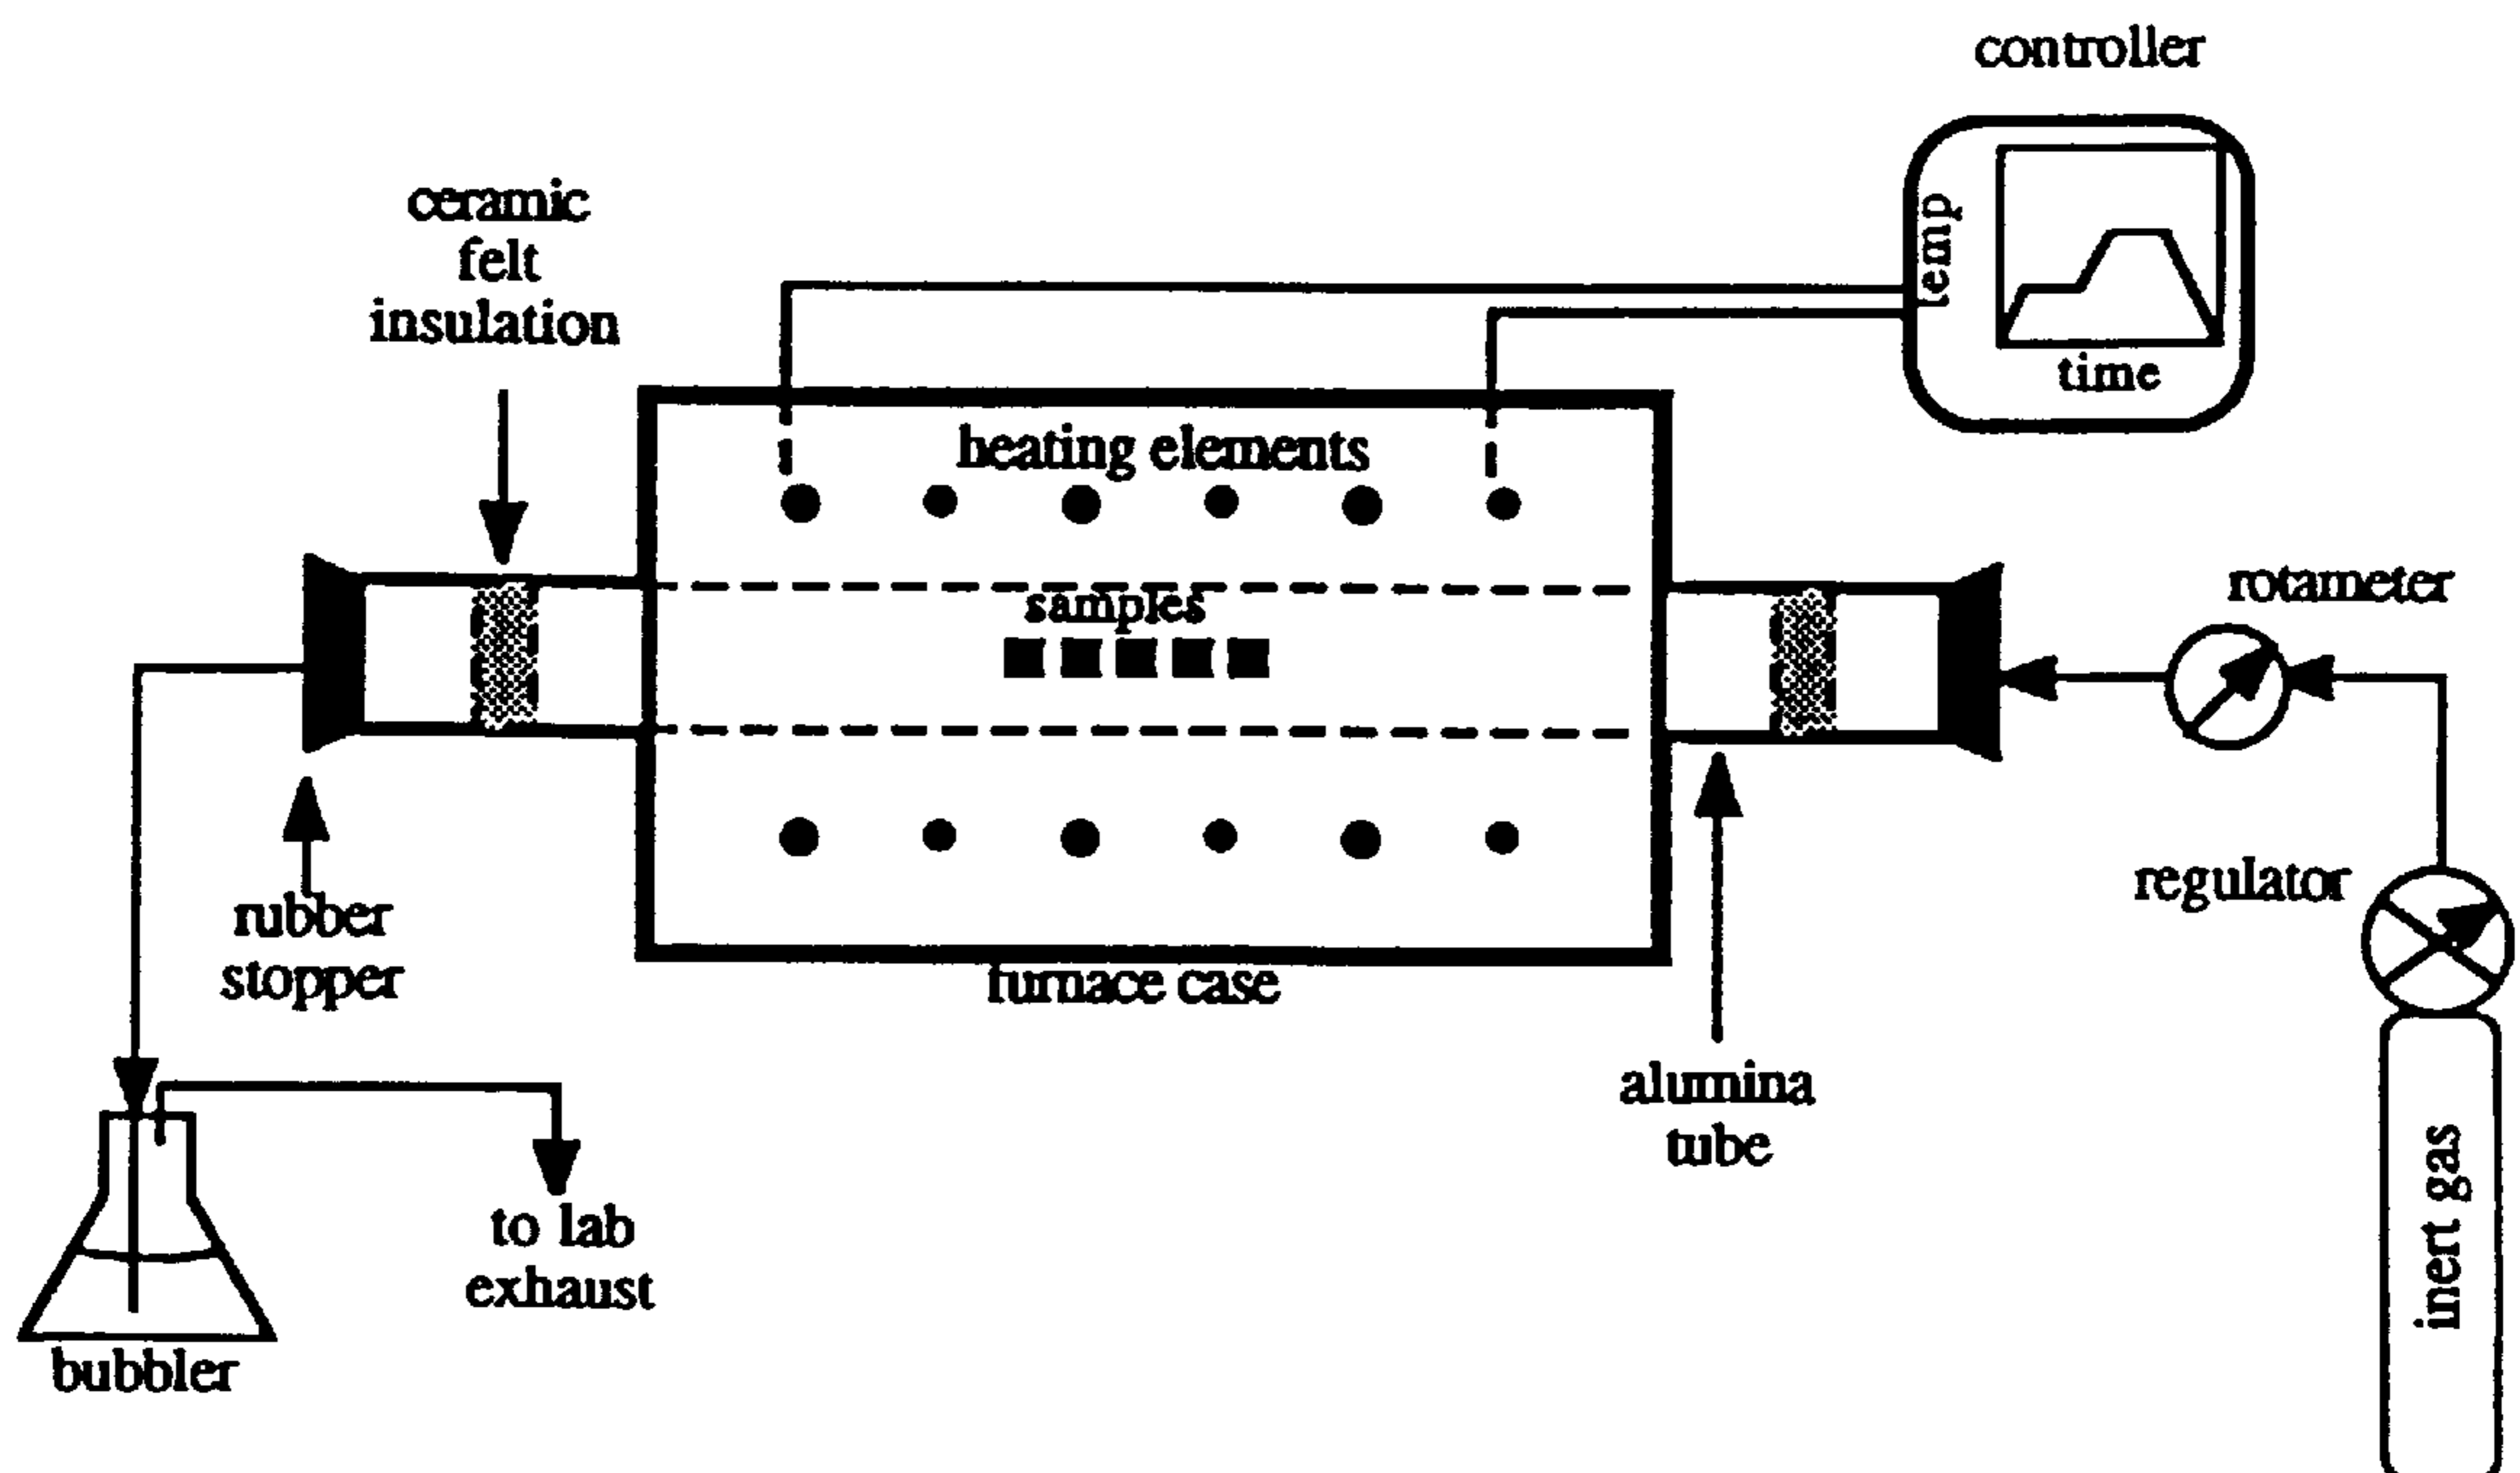 controller
temp
time
ceramic
felt
insulation
heating elements
samples
rotameter
regulator
rubber
stopper
furnace case
alumina
tube
inert gas
to lab
exhaust
bubbler